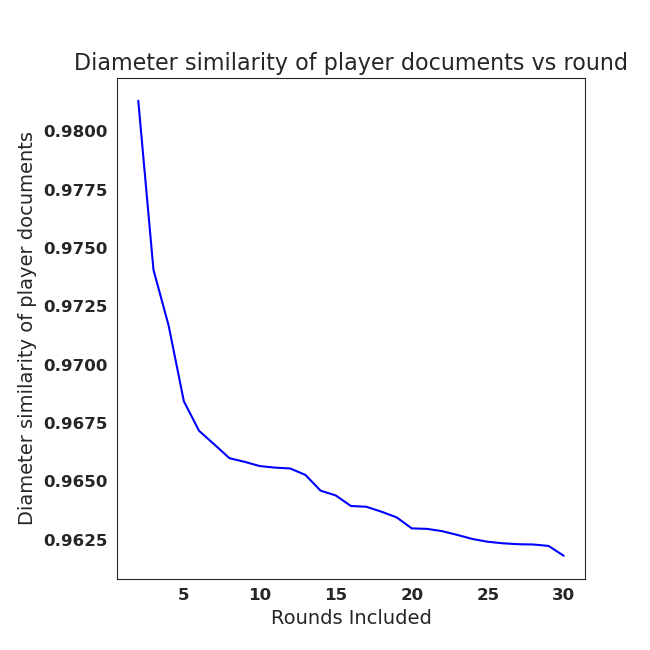 Diameter similarity of player documents vs round
Diameter similarity of player documents
0.9800
0.9775
0.9750
0.9725
0.9700
0.9675
0.9650
0.9625
5 10 15 20 25 30
Rounds Included